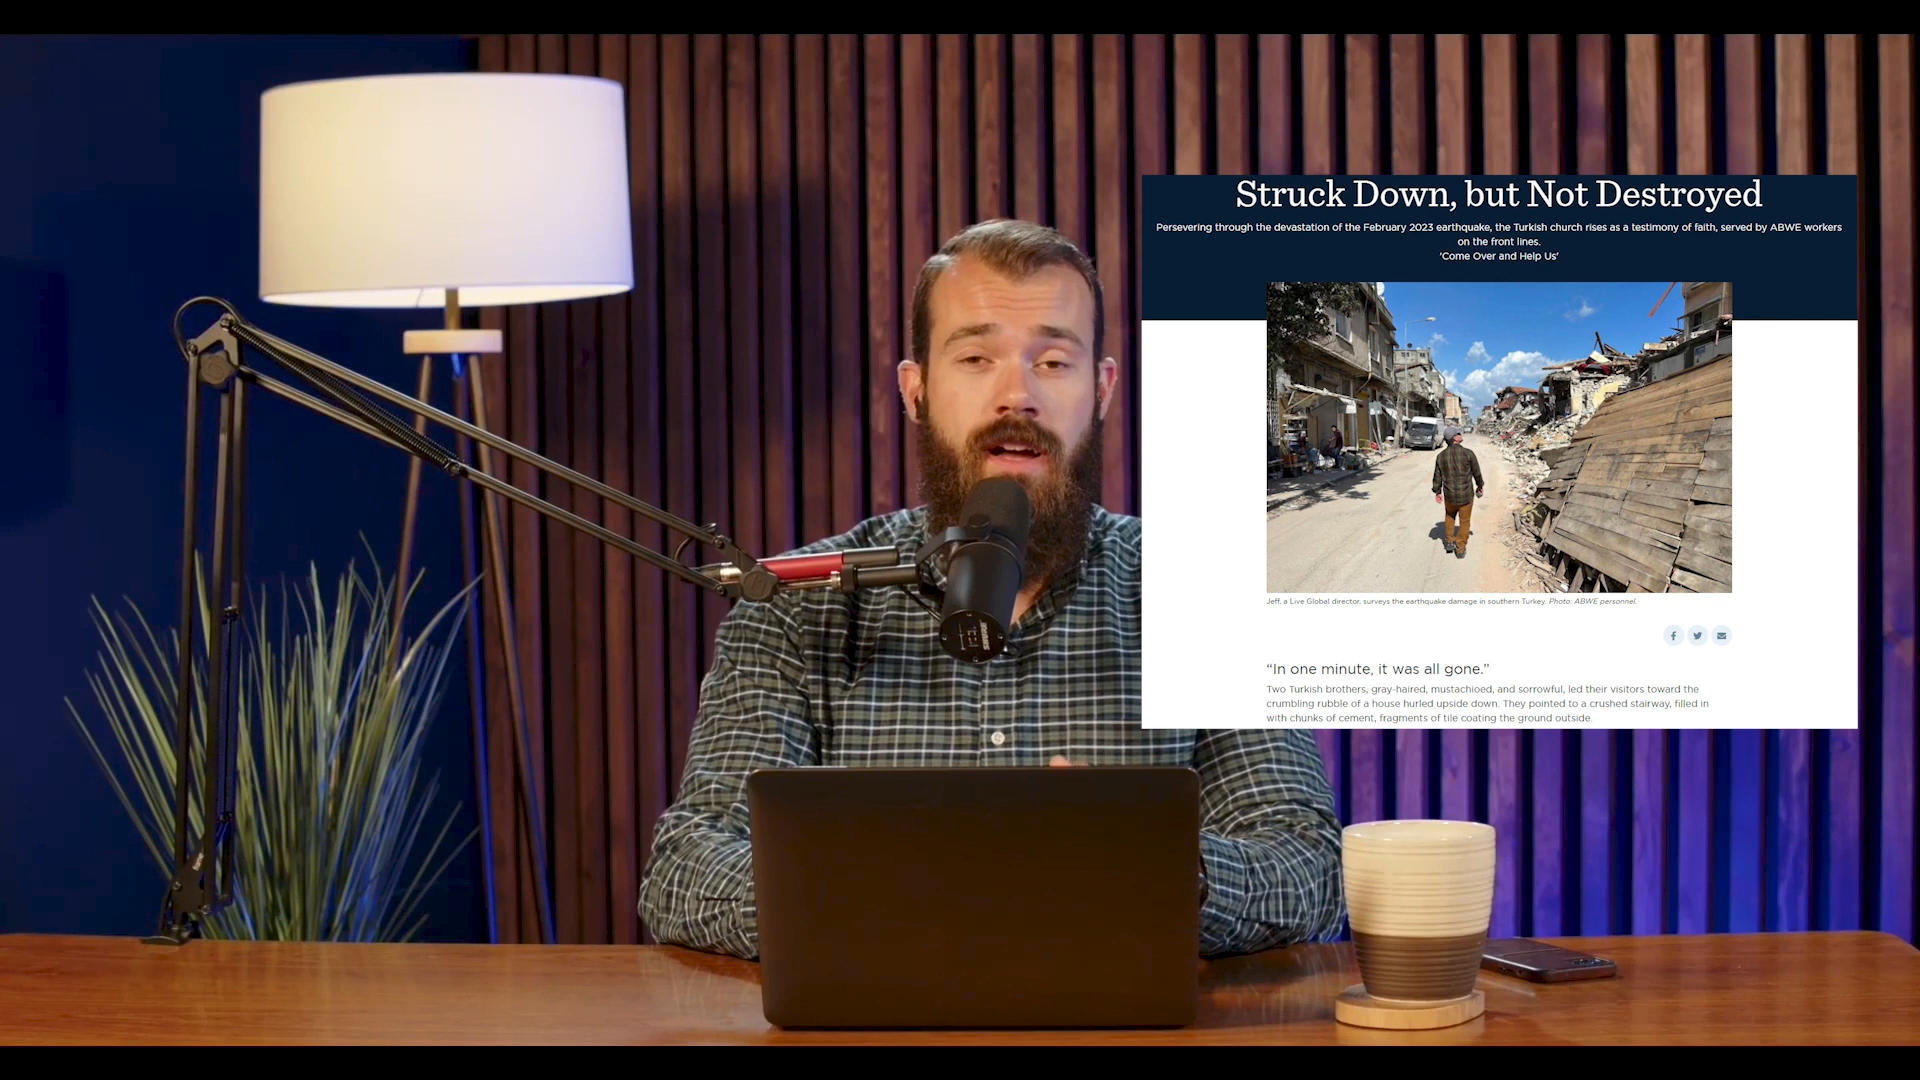 Struck Down, but Not Destroyed
Persevering through the devastation of the February 2023 earthquake, the Turkish church rises as a testimony of faith, served by ABWE workers
on the front lines.
'Come Over and Help Us'
Jeff, a Live Global director, surveys the earthquake damage in southern Turkey. Photo: ABWE personnel.
“In one minute, it was all gone.”
Two Turkish brothers, gray-haired, mustachioed, and sorrowful, led their visitors toward the
crumbling rubble of a house hurled upside down. They pointed to a crushed stairway, filled in
with chunks of cement, fragments of tile coating the ground outside.